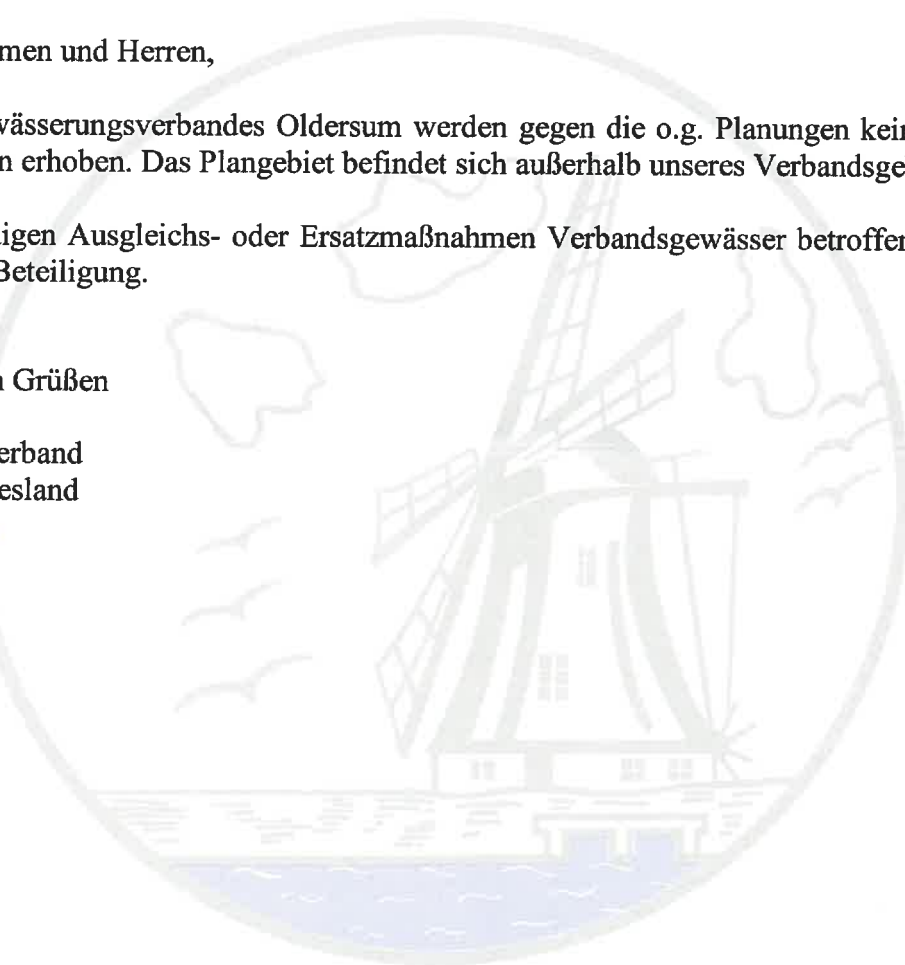 men und Herren,
wässerungsverbandes Oldersum werden gegen die o.g. Planungen kein
n erhoben. Das Plangebiet befindet sich außerhalb unseres Verbandsge
igen Ausgleichs- oder Ersatzmaßnahmen Verbandsgewässer betroffen
Beteiligung.
n Grüßen
erband
esland